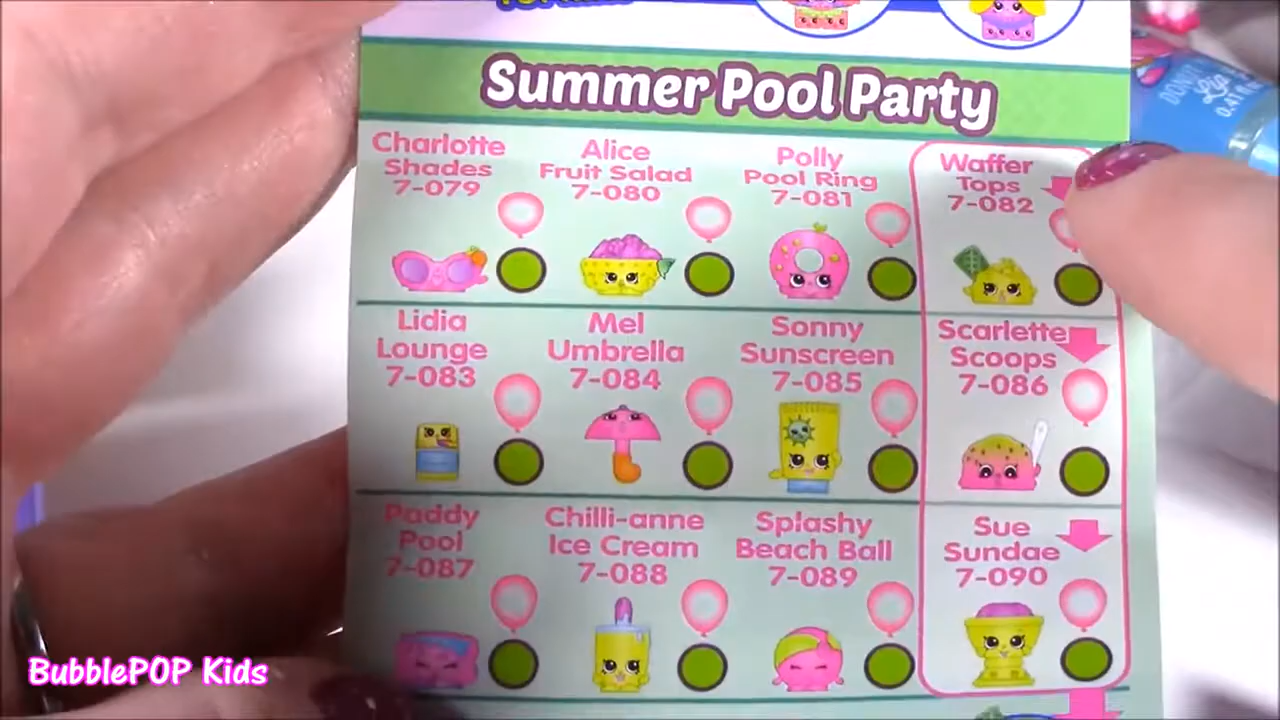 Summer Pool Party
Charlotte
Shades
7-079
Alice
Fruit Salad
7-080
Polly
Pool Ring
7-081
Waffer
Tops
7-082
Lidia
Lounge
7-083
Mel
Umbrella
7-084
Sonny
Sunscreen
7-085
Scarlette
Scoops
7-086
Paddy
Pool
7-087
Chilli-anne
Ice Cream
7-088
Splashy
Beach Ball
7-089
Sue
Sundae
7-090
Lip
BubblePOP Kids